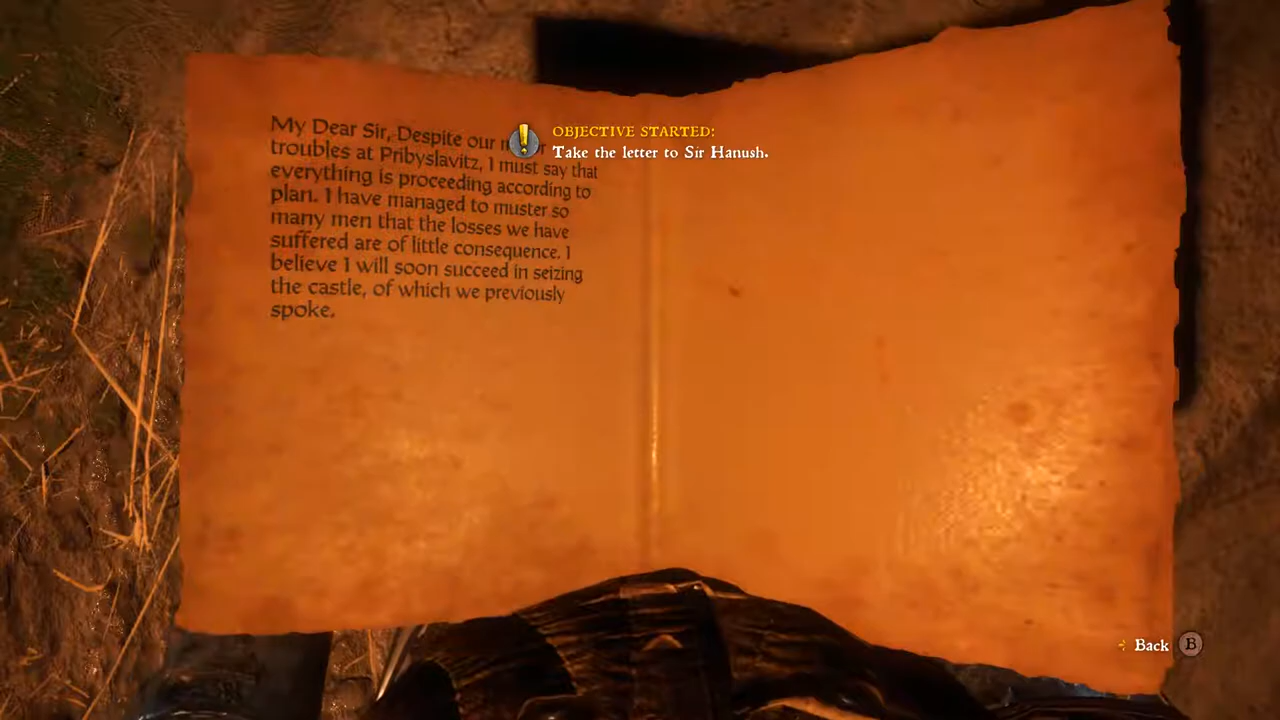 My Dear Sir, Despite our
troubles at Pribyslavitz, I must say that
everything is proceeding according to
plan. I have managed to muster so
many men that the losses we have
suffered are of little consequence. I
believe I will soon succeed in seizing
the castle, of which we previously
spoke.
OBJECTIVE STARTED:
Take the letter to Sir Hanush.
Back B